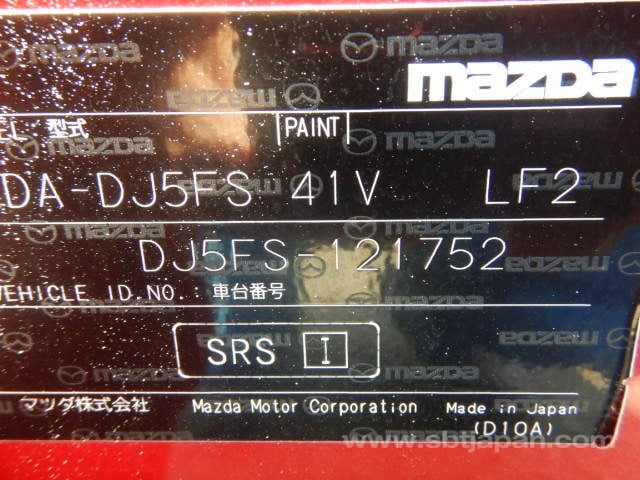 mazda
EL 型式 PAINT
DA-DJ5FS 41V LF2
DJ5FS-121752
VEHICLE ID.NO. 車台番号
SRS I
マツダ株式会社 Mazda Motor Corporation Made in Japan
(D10A)
www.sbtjapan.com